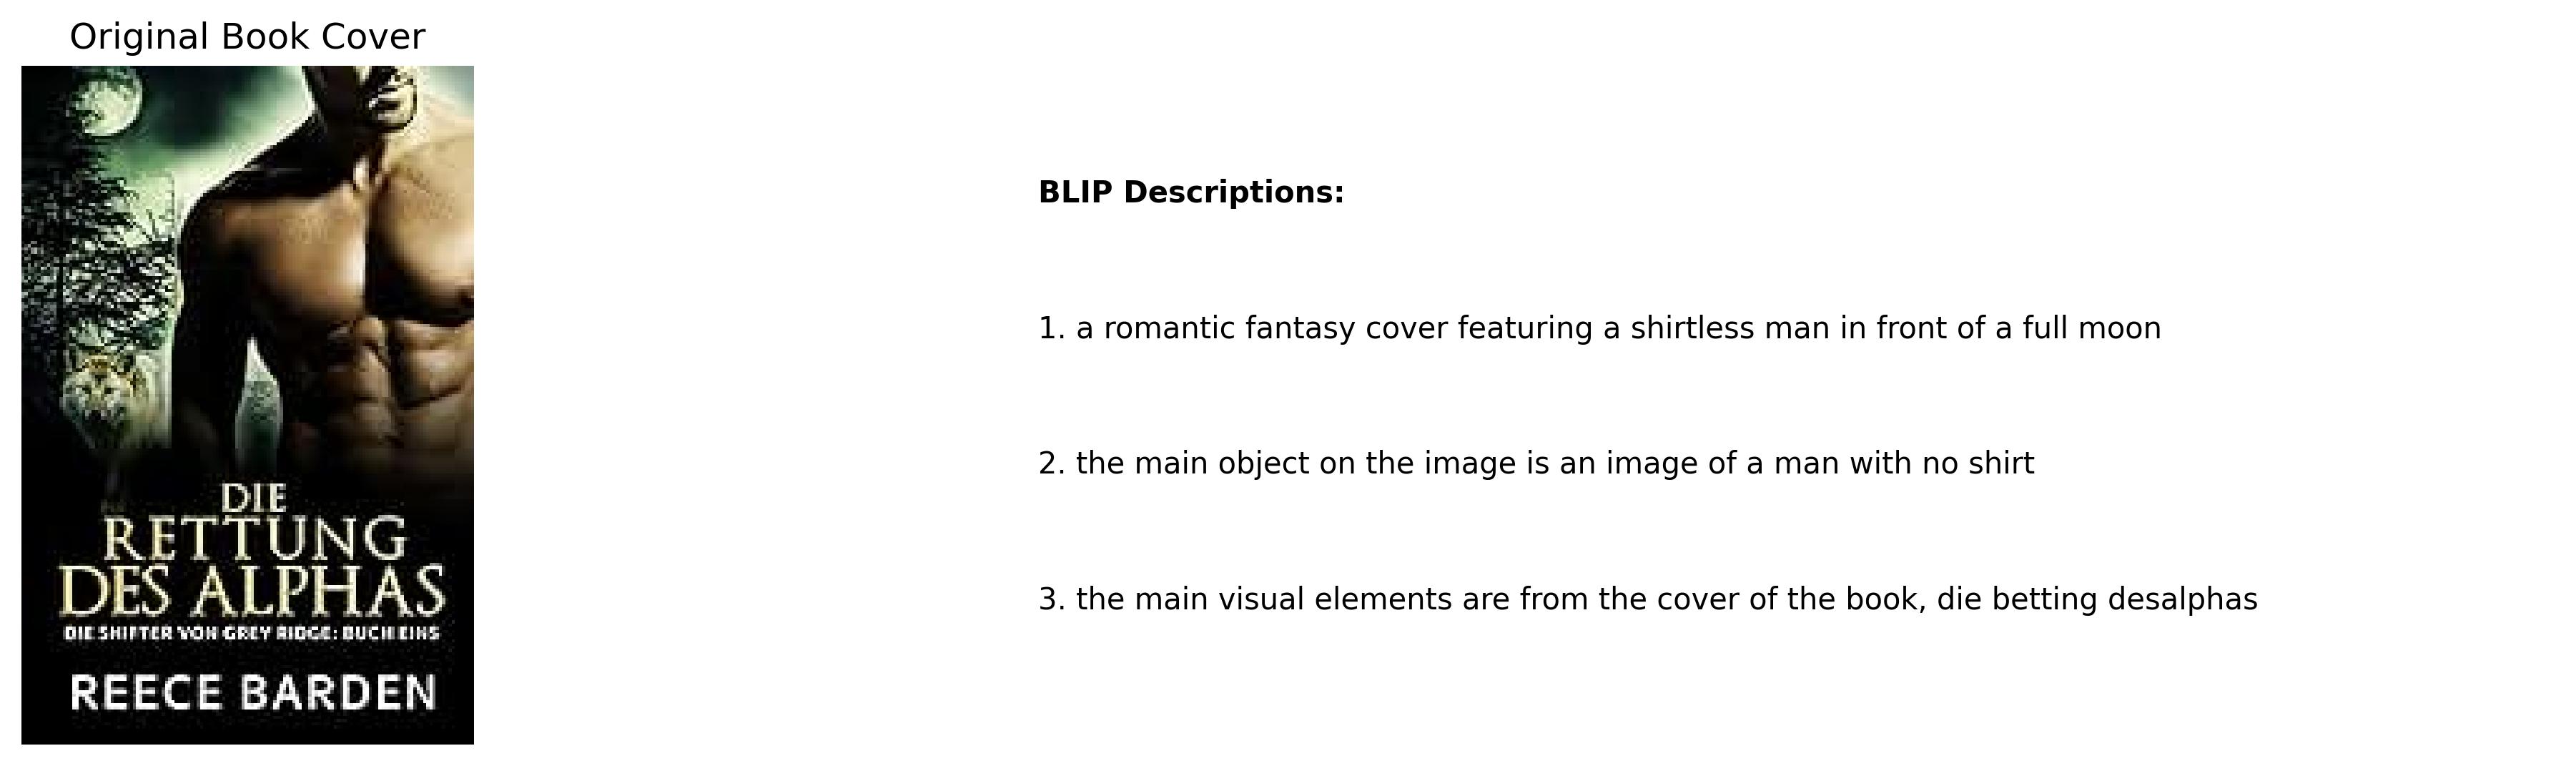 Original Book Cover
DIE
RETTUNG
DES ALPHAS
DIE SHIFTER VON GREY RIDGE: BUCH EINS
REECE BARDEN
BLIP Descriptions:
1. a romantic fantasy cover featuring a shirtless man in front of a full moon
2. the main object on the image is an image of a man with no shirt
3. the main visual elements are from the cover of the book, die betting desalphas